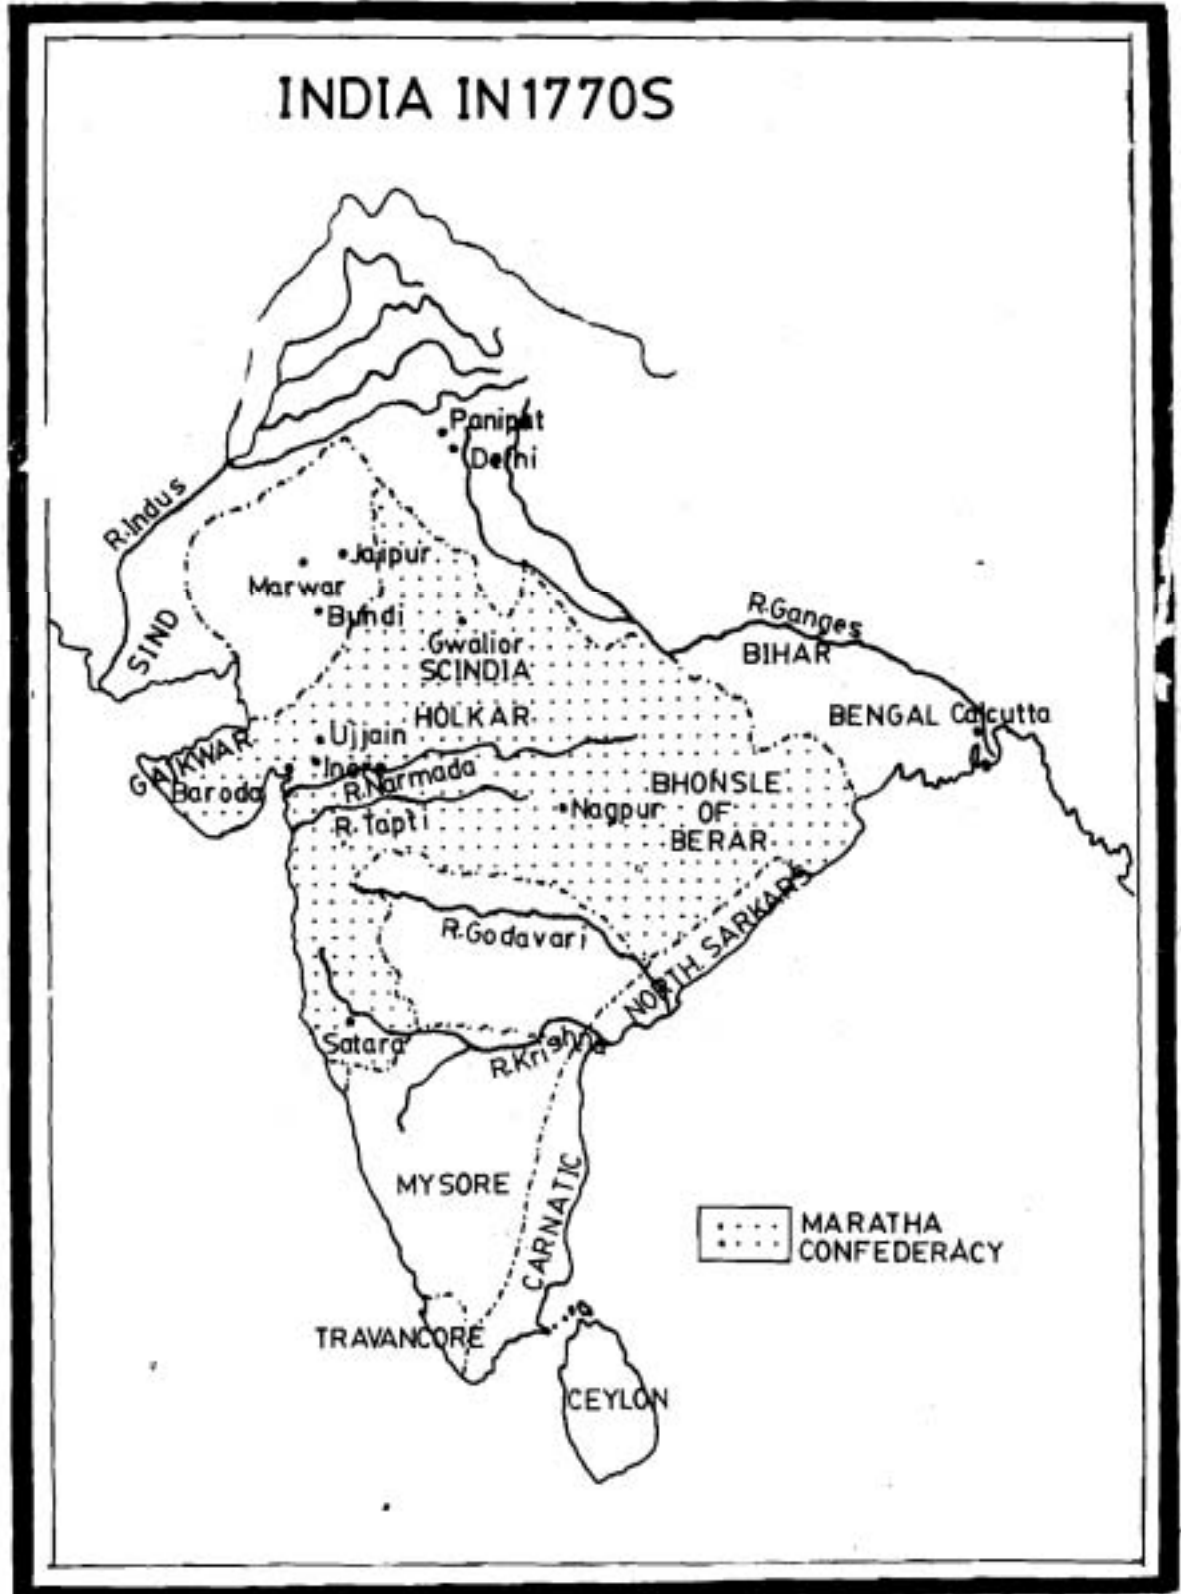 INDIA IN 1770S
Panipat
Delhi
R.Indus
Jaipur
Marwar
Bundi
SIND
Gwalior
SCINDIA
R.Ganges
BIHAR
HOLKAR
BENGAL Calcutta
Ujjain
GAIKWAR
Baroda
R.Narmada
R.Tapti
Nagpur
BHONSLE
OF
BERAR
R.Godavari
NORTH SARKARS
Satara
R.Krishna
MYSORE
CARNATIC
MARATHA
CONFEDERACY
TRAVANCORE
CEYLON